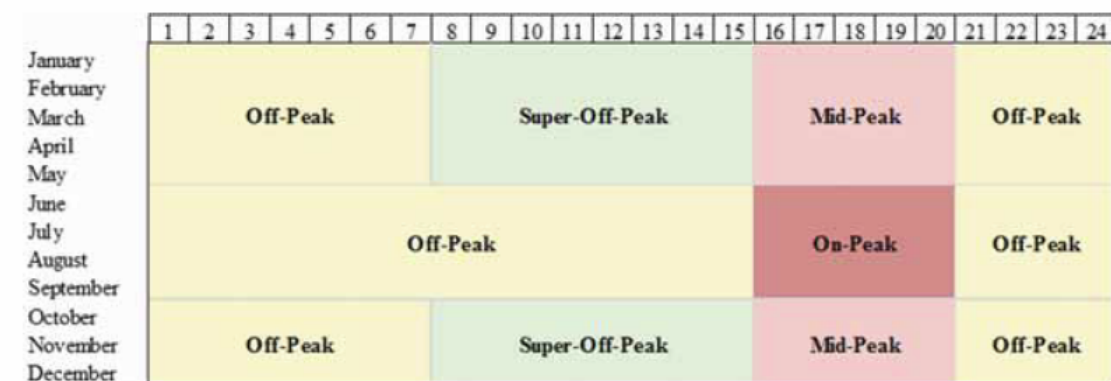 1 2 3 4 5 6 7 8 9 10 11 12 13 14 15 16 17 18 19 20 21 22 23 24
January
February
March Off-Peak Super-Off-Peak Mid-Peak Off-Peak
April
May
June
July
Off-Peak On-Peak Off-Peak
August
September
October
November Off-Peak Super-Off-Peak Mid-Peak Off-Peak
December